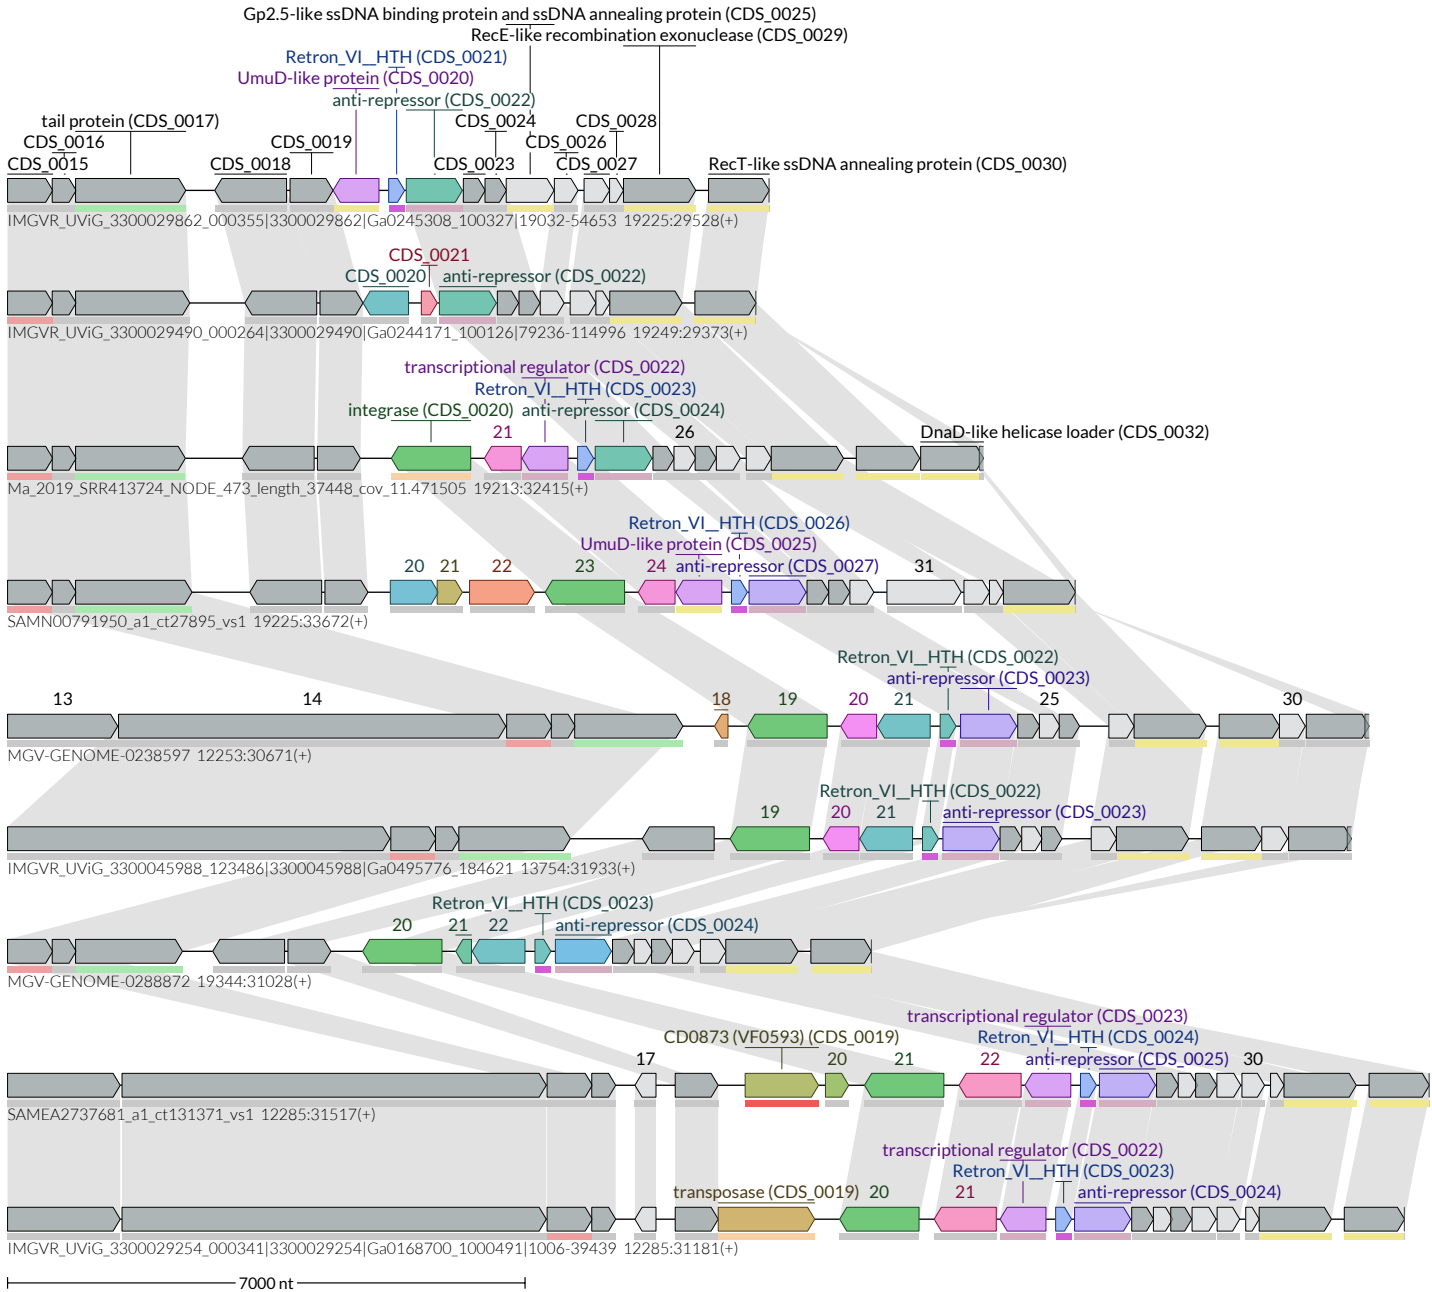 Gp2.5-like ssDNA binding protein and ssDNA annealing protein (CDS_0025)
RecE-like recombination exonuclease (CDS_0029)
Retron_VI__HTH (CDS_0021)
UmuD-like protein (CDS_0020)
anti-repressor (CDS_0022)
tail protein (CDS_0017) CDS_0024 CDS_0028
CDS_0016 CDS_0019 CDS_0026
CDS_0015 CDS_0018 CDS_0023 CDS_0027 RecT-like ssDNA annealing protein (CDS_0030)
IMGVR_UViG_3300029862_000355|3300029862|Ga0245308_100327|19032-54653 19225:29528(+)
CDS_0021
CDS_0020 anti-repressor (CDS_0022)
IMGVR_UViG_3300029490_000264|3300029490|Ga0244171_100126|79236-114996 19249:29373(+)
transcriptional regulator (CDS_0022)
Retron_VI__HTH (CDS_0023)
integrase (CDS_0020) anti-repressor (CDS_0024)
21 26 DnaD-like helicase loader (CDS_0032)
Ma_2019_SRR413724_NODE_473_length_37448_cov_11.471505 19213:32415(+)
Retron_VI__HTH (CDS_0026)
UmuD-like protein (CDS_0025)
20 21 22 23 24 anti-repressor (CDS_0027) 31
SAMN00791950_a1_ct27895_vs1 19225:33672(+)
Retron_VI__HTH (CDS_0022)
anti-repressor (CDS_0023)
13 14 18 19 20 21 25 30
MGV-GENOME-0238597 12253:30671(+)
Retron_VI__HTH (CDS_0022)
19 20 21 anti-repressor (CDS_0023)
IMGVR_UViG_3300045988_123486|3300045988|Ga0495776_184621 13754:31933(+)
Retron_VI__HTH (CDS_0023)
20 21 22 anti-repressor (CDS_0024)
MGV-GENOME-0288872 19344:31028(+)
transcriptional regulator (CDS_0023)
CD0873 (VF0593) (CDS_0019) Retron_VI__HTH (CDS_0024)
17 20 21 22 anti-repressor (CDS_0025) 30
SAMEA2737681_a1_ct131371_vs1 12285:31517(+)
transcriptional regulator (CDS_0022)
Retron_VI__HTH (CDS_0023)
transposase (CDS_0019) 20 21 anti-repressor (CDS_0024)
IMGVR_UViG_3300029254_000341|3300029254|Ga0168700_1000491|1006-39439 12285:31181(+)
7000 nt